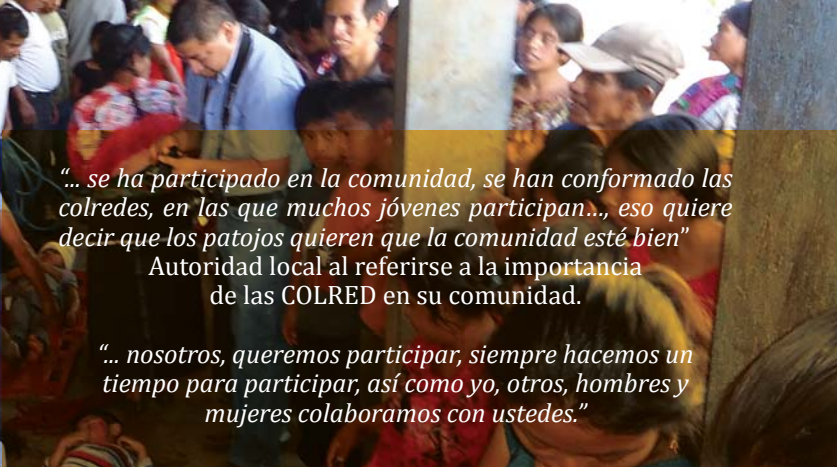 “... se ha participado en la comunidad, se han conformado las
colredes, en las que muchos jóvenes participan..., eso quiere
decir que los patojos quieren que la comunidad esté bien”
Autoridad local al referirse a la importancia
de las COLRED en su comunidad.
“... nosotros, queremos participar, siempre hacemos un
tiempo para participar, así como yo, otros, hombres y
mujeres colaboramos con ustedes.”